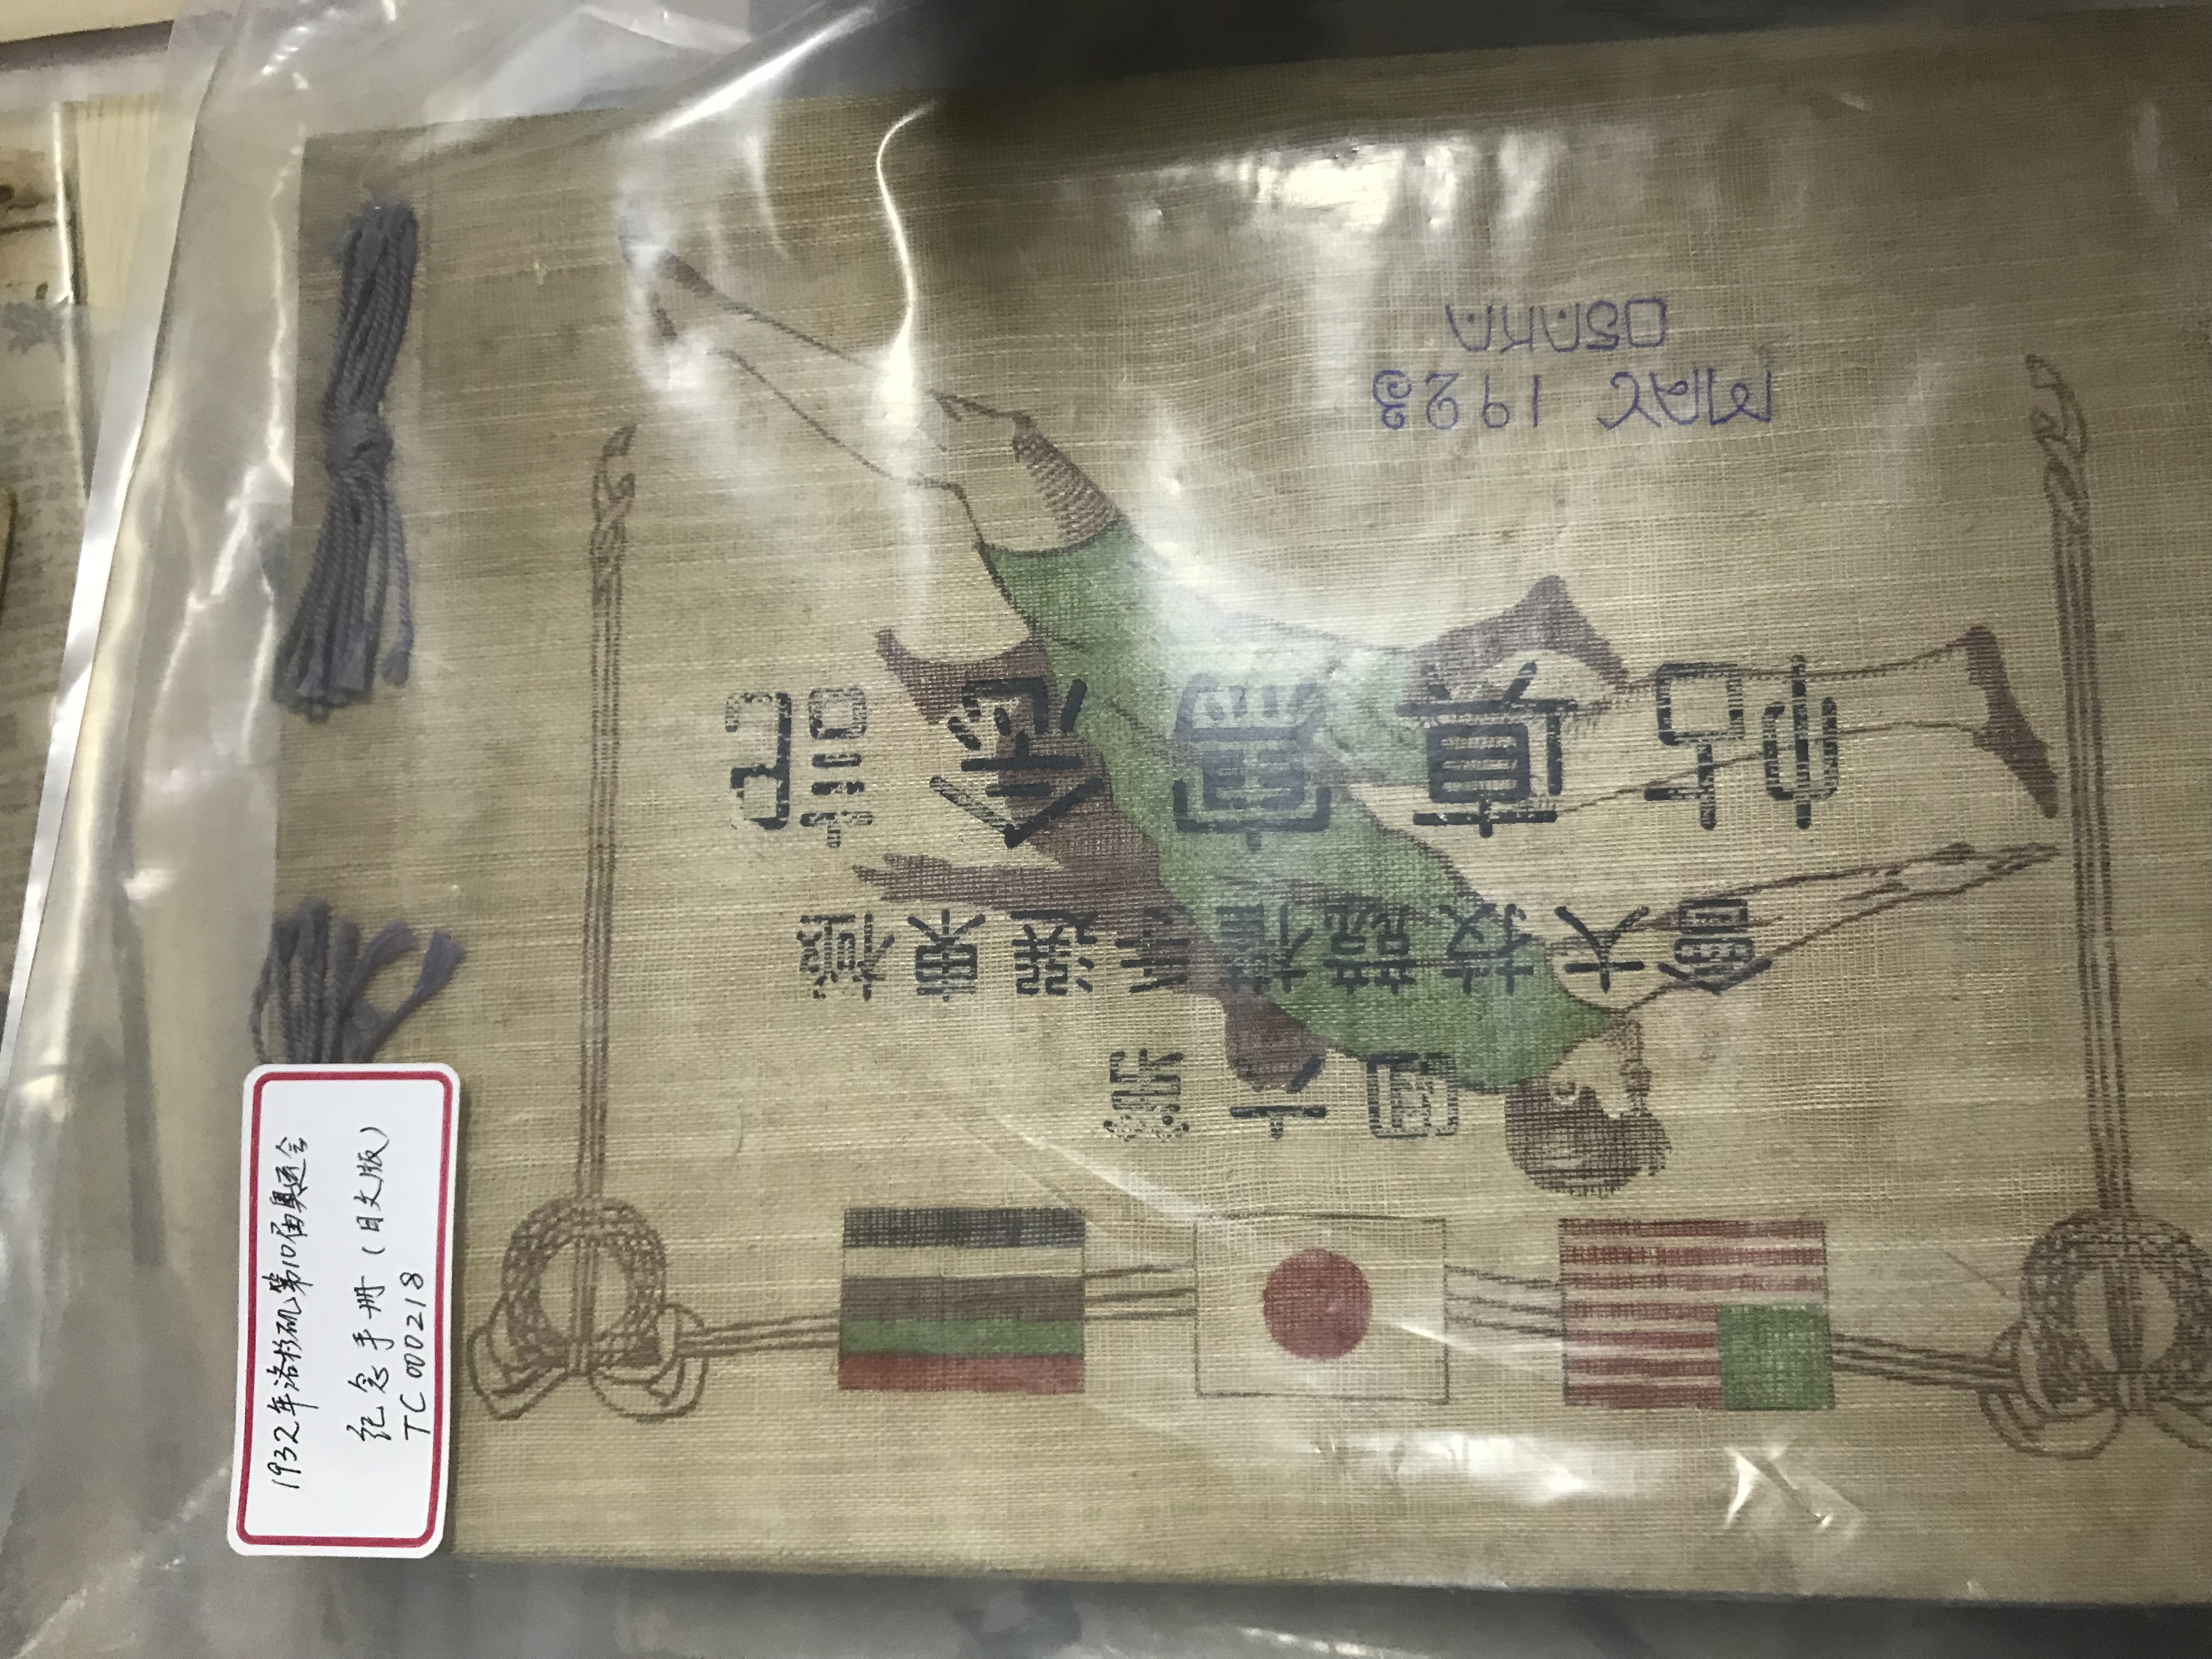 1932年洛杉矶第10届奥运会
纪念手册(日文版)
TC000218
第六回
極東選手權競技大會
記念寫真帖
MAY 1923
OSAKA